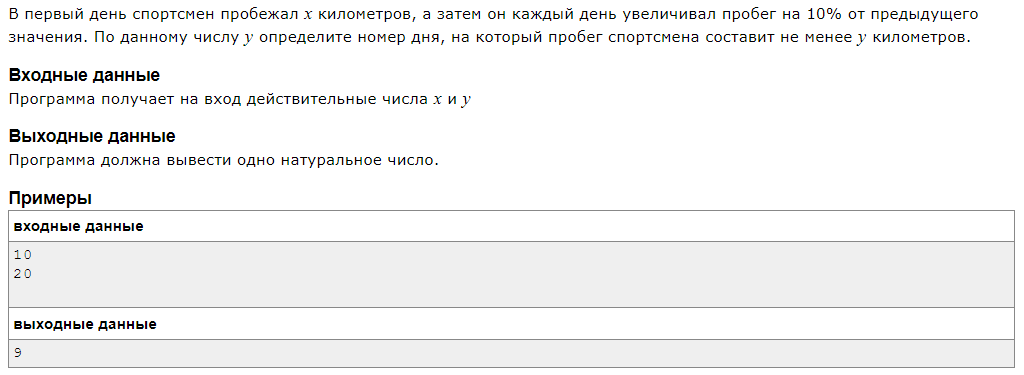 В первый день спортсмен пробежал x километров, а затем он каждый день увеличивал пробег на 10% от предыдущего
значения. По данному числу y определите номер дня, на который пробег спортсмена составит не менее y километров.
Входные данные
Программа получает на вход действительные числа x и y
Выходные данные
Программа должна вывести одно натуральное число.
Примеры
входные данные
10
20
выходные данные
9